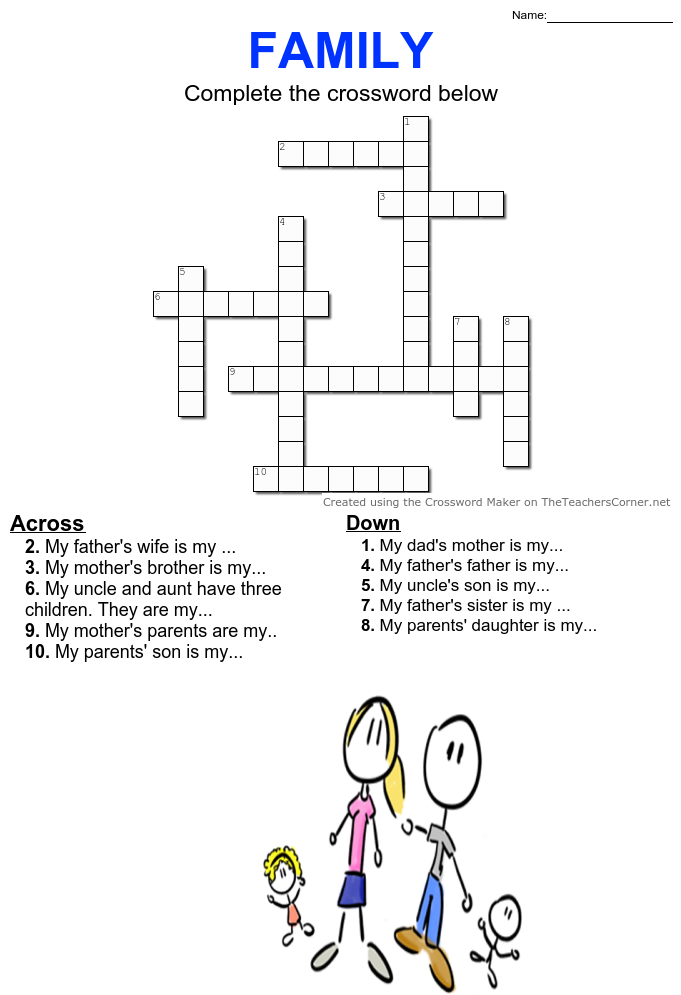 Name:
FAMILY
Complete the crossword below
1
2
3
4
5
6
7 8
9
10
Created using the Crossword Maker on TheTeachersCorner.net
Across
2. My father's wife is my ...
3. My mother's brother is my...
6. My uncle and aunt have three
children. They are my...
9. My mother's parents are my..
10. My parents' son is my...
Down
1. My dad's mother is my...
4. My father's father is my...
5. My uncle's son is my...
7. My father's sister is my ...
8. My parents' daughter is my...